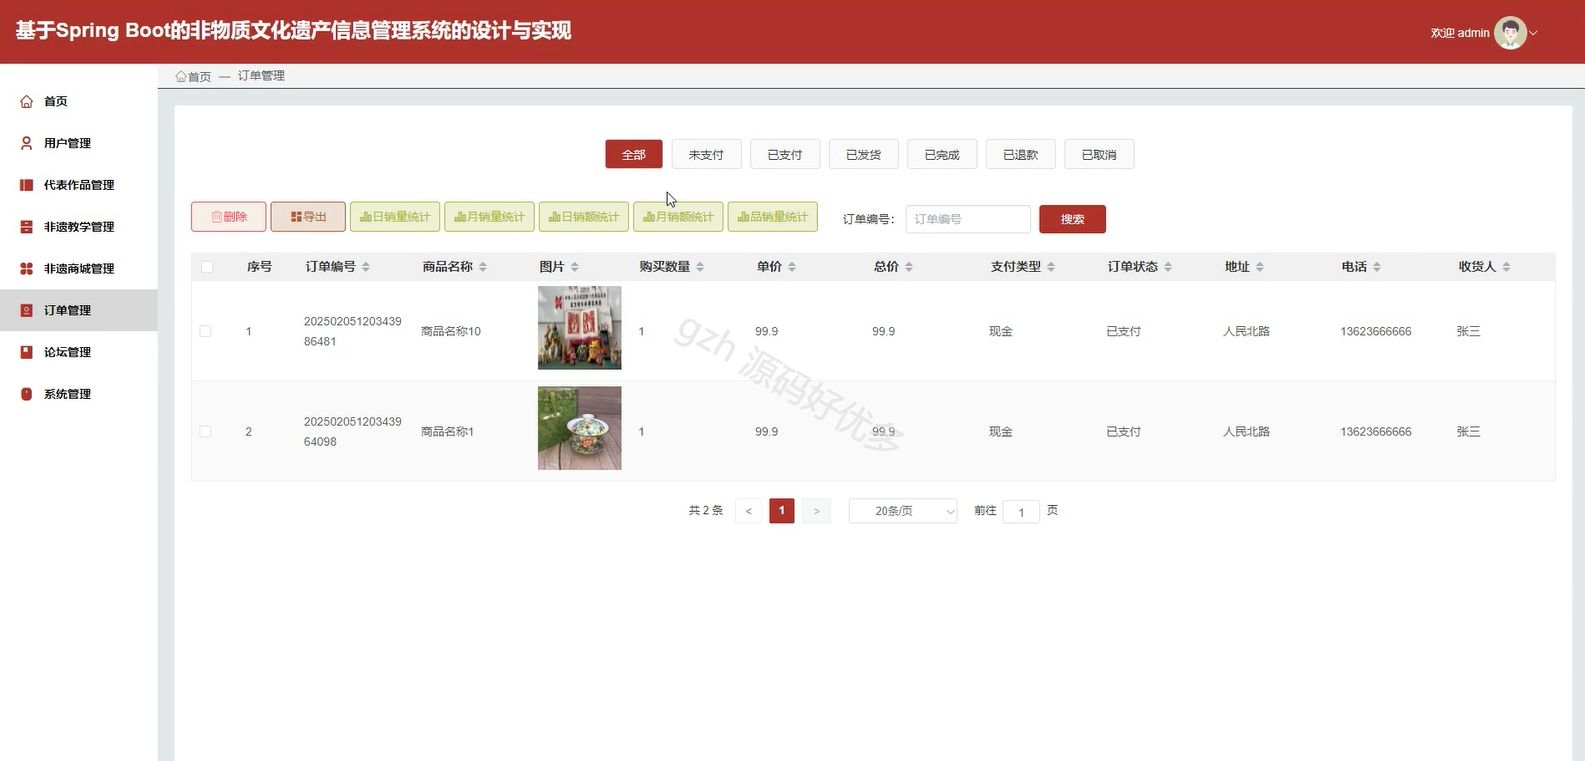 基于Spring Boot的非物质文化遗产信息管理系统的设计与实现
欢迎 admin
首页 — 订单管理
首页
用户管理
代表作品管理
非遗教学管理
非遗商城管理
订单管理
论坛管理
系统管理
全部 未支付 已支付 已发货 已完成 已退款 已取消
删除 导出 日销量统计 月销量统计 日销额统计 月销额统计 品销量统计 订单编号: 订单编号 搜索
序号 订单编号 商品名称 图片 购买数量 单价 总价 支付类型 订单状态 地址 电话 收货人
1 202502051203439
86481 商品名称10 1 99.9 99.9 现金 已支付 人民北路 13623666666 张三
2 202502051203439
64098 商品名称1 1 99.9 99.9 现金 已支付 人民北路 13623666666 张三
gzh 源码好优多
共 2 条 < 1 > 20条/页 前往 1 页